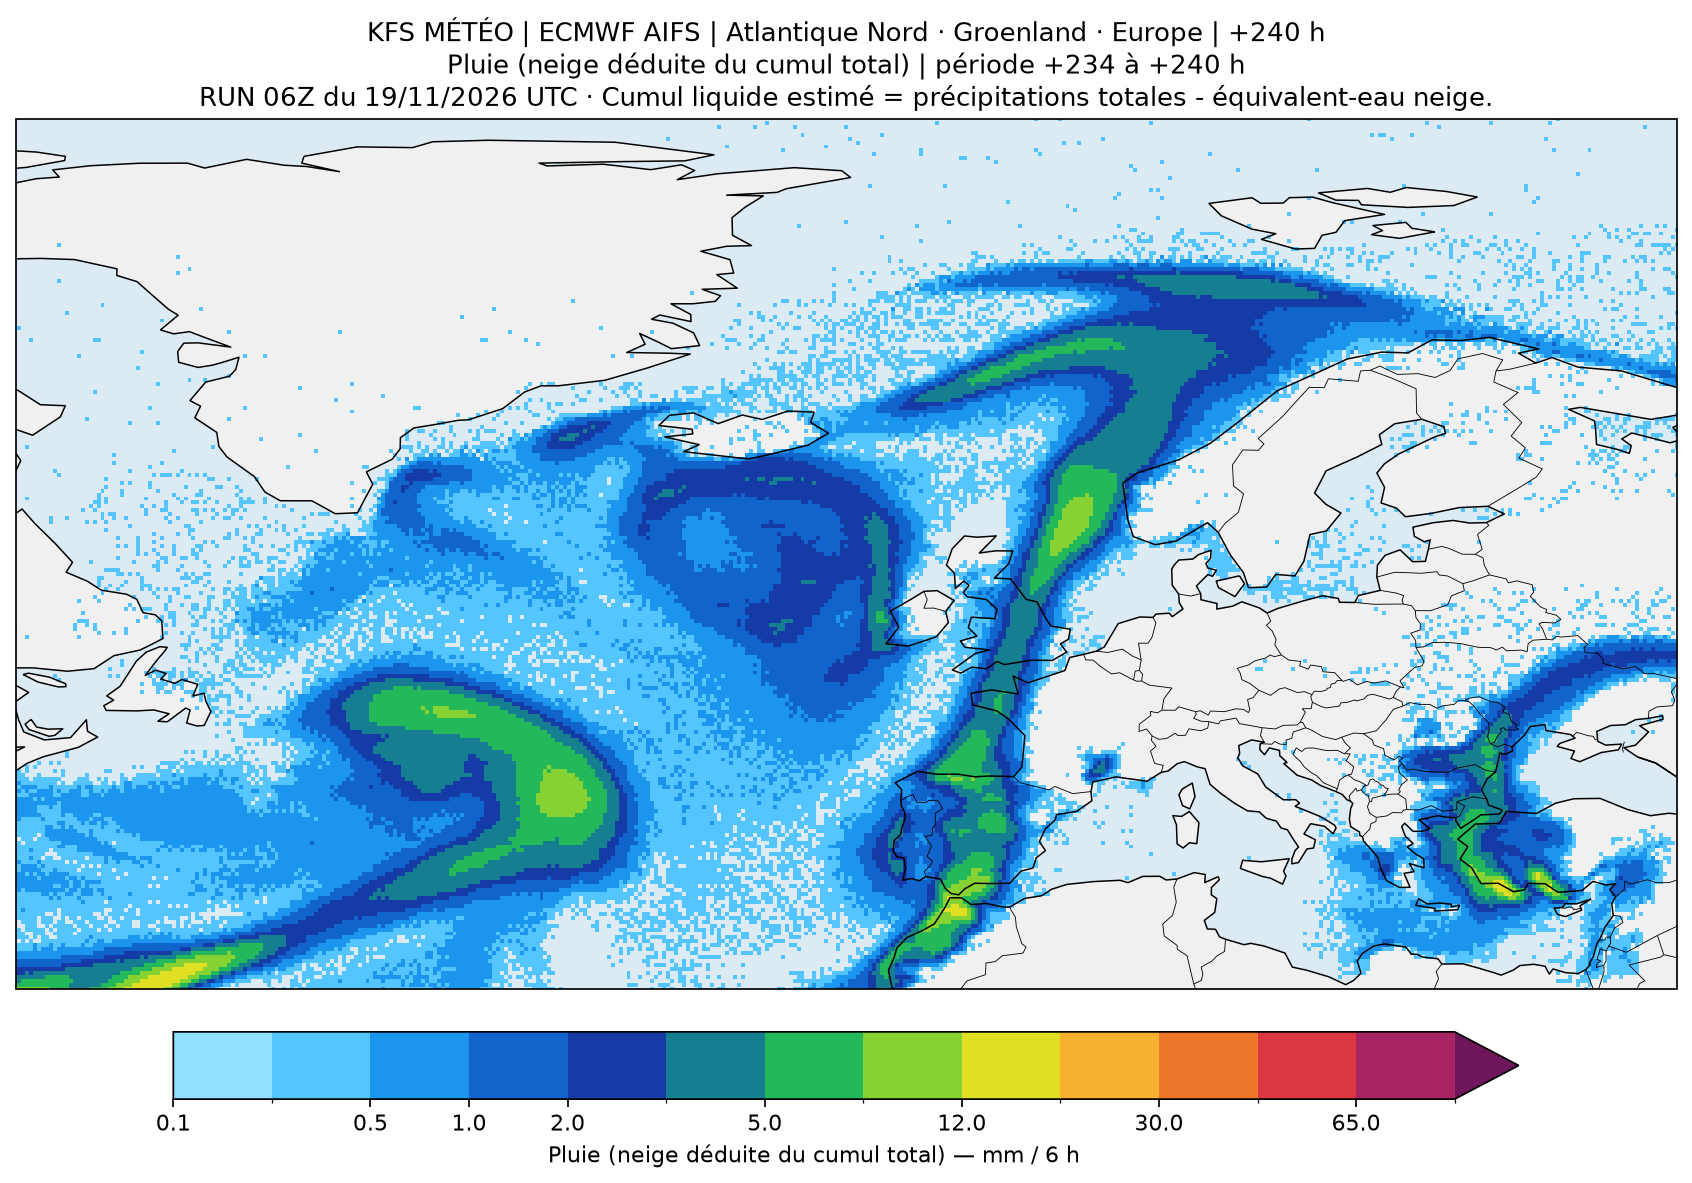 KFS MÉTÉO | ECMWF AIFS | Atlantique Nord · Groenland · Europe | +240 h
Pluie (neige déduite du cumul total) | période +234 à +240 h
RUN 06Z du 19/11/2026 UTC · Cumul liquide estimé = précipitations totales - équivalent-eau neige.
0.1 0.5 1.0 2.0 5.0 12.0 30.0 65.0
Pluie (neige déduite du cumul total) — mm / 6 h